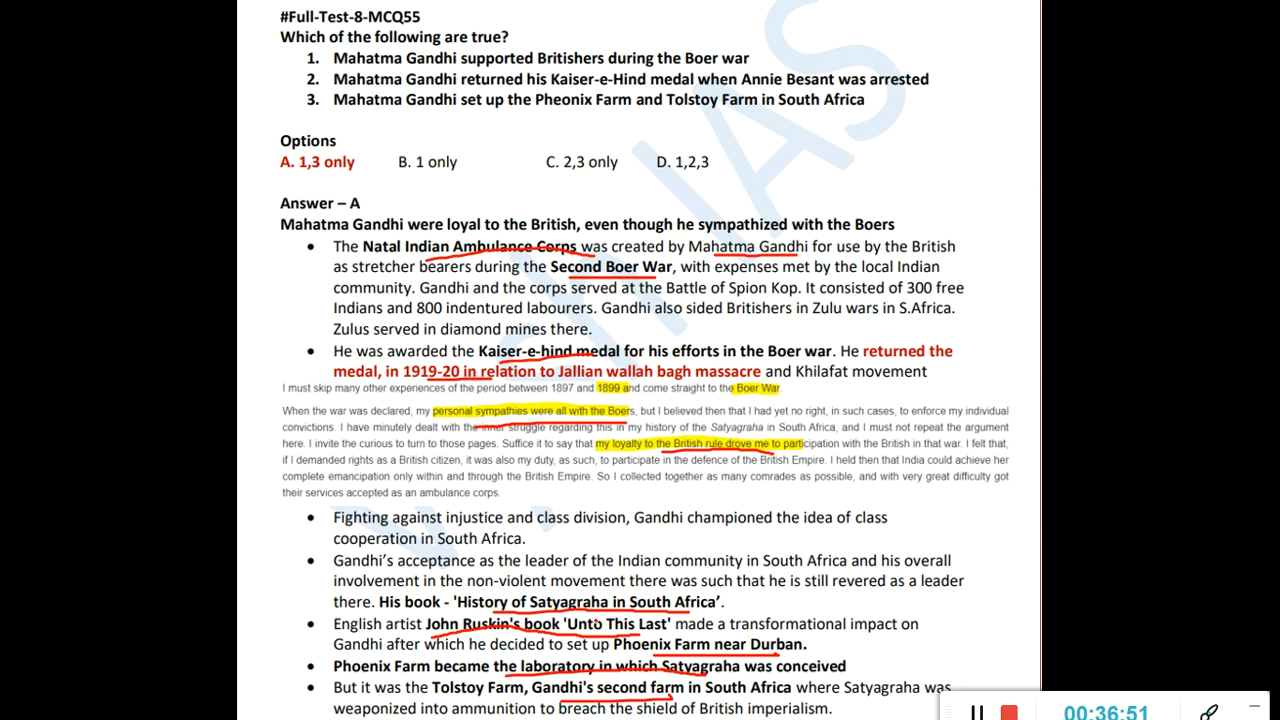 #Full-Test-8-MCQ55
Which of the following are true?
1. Mahatma Gandhi supported Britishers during the Boer war
2. Mahatma Gandhi returned his Kaiser-e-Hind medal when Annie Besant was arrested
3. Mahatma Gandhi set up the Pheonix Farm and Tolstoy Farm in South Africa
Options
A. 1,3 only B. 1 only C. 2,3 only D. 1,2,3
Answer – A
Mahatma Gandhi were loyal to the British, even though he sympathized with the Boers
• The Natal Indian Ambulance Corps was created by Mahatma Gandhi for use by the British
as stretcher bearers during the Second Boer War, with expenses met by the local Indian
community. Gandhi and the corps served at the Battle of Spion Kop. It consisted of 300 free
Indians and 800 indentured labourers. Gandhi also sided Britishers in Zulu wars in S.Africa.
Zulus served in diamond mines there.
• He was awarded the Kaiser-e-hind medal for his efforts in the Boer war. He returned the
medal, in 1919-20 in relation to Jallian wallah bagh massacre and Khilafat movement
I must skip many other experiences of the period between 1897 and 1899 and come straight to the Boer War.
When the war was declared, my personal sympathies were all with the Boers, but I believed then that I had yet no right, in such cases, to enforce my individual
convictions. I have minutely dealt with the inner struggle regarding this in my history of the Satyagraha in South Africa, and I must not repeat the argument
here. I invite the curious to turn to those pages. Suffice it to say that my loyalty to the British rule drove me to participation with the British in that war. I felt that,
if I demanded rights as a British citizen, it was also my duty, as such, to participate in the defence of the British Empire. I held then that India could achieve her
complete emancipation only within and through the British Empire. So I collected together as many comrades as possible, and with very great difficulty got
their services accepted as an ambulance corps.
• Fighting against injustice and class division, Gandhi championed the idea of class
cooperation in South Africa.
• Gandhi's acceptance as the leader of the Indian community in South Africa and his overall
involvement in the non-violent movement there was such that he is still revered as a leader
there. His book - 'History of Satyagraha in South Africa'.
• English artist John Ruskin's book 'Unto This Last' made a transformational impact on
Gandhi after which he decided to set up Phoenix Farm near Durban.
• Phoenix Farm became the laboratory in which Satyagraha was conceived
• But it was the Tolstoy Farm, Gandhi's second farm in South Africa where Satyagraha was
weaponized into ammunition to breach the shield of British imperialism.
00:36:51